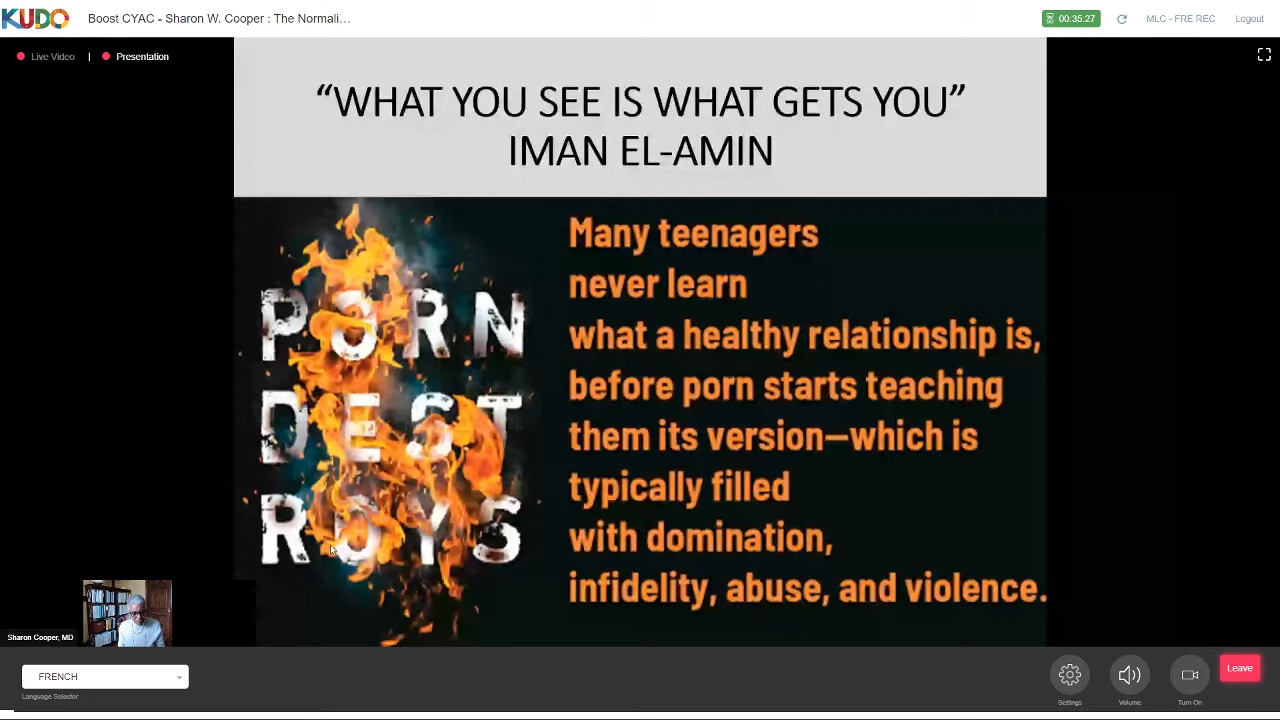 KUDO
Boost CYAC - Sharon W. Cooper : The Normali...
00:35:27
MLC - FRE REC
Logout
Live Video | Presentation
“WHAT YOU SEE IS WHAT GETS YOU”
IMAN EL-AMIN
PORN
DEST
ROYS
Many teenagers
never learn
what a healthy relationship is,
before porn starts teaching
them its version—which is
typically filled
with domination,
infidelity, abuse, and violence.
Sharon Cooper, MD
FRENCH
Language Selector
Settings
Volume
Turn On
Leave